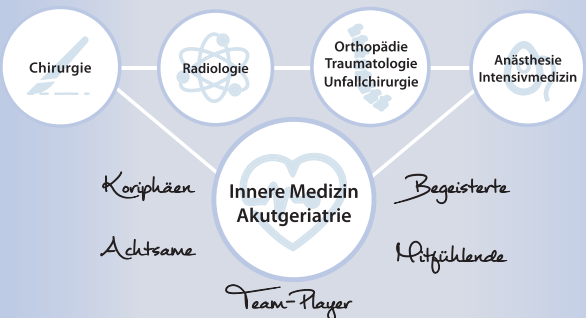 Chirurgie
Radiologie
Orthopädie
Traumatologie
Unfallchirurgie
Anästhesie
Intensivmedizin
Innere Medizin
Akutgeriatrie
Koriphäen
Begeisterte
Achtsame
Mitfühlende
Team-Player